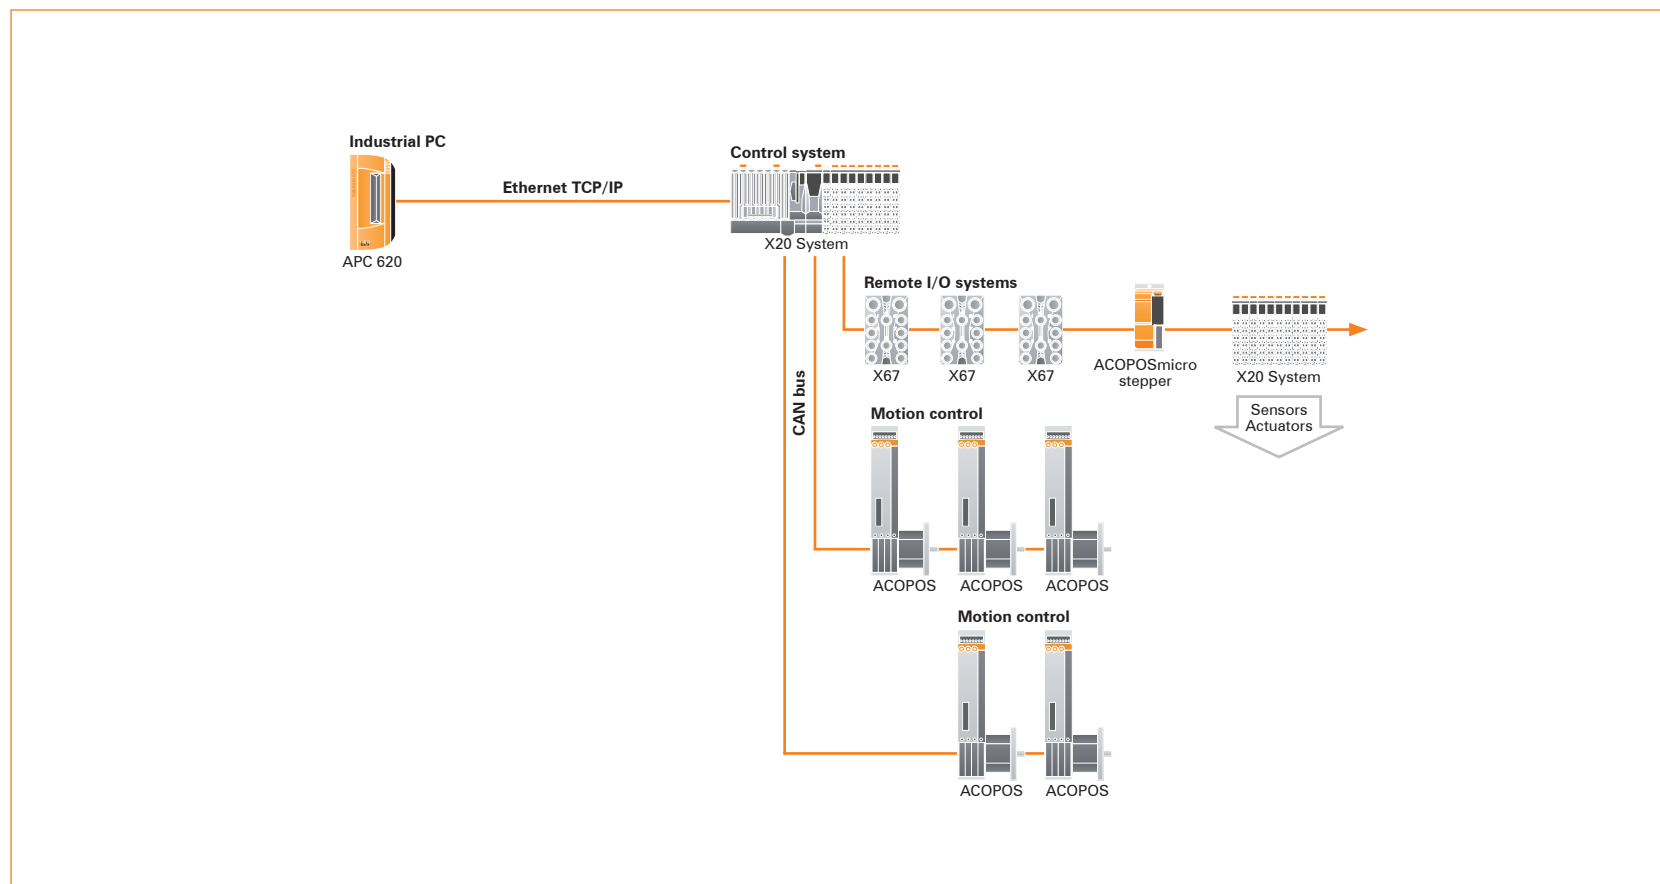 Industrial PC
APC 620
Ethernet TCP/IP
Control system
X20 System
Remote I/O systems
X67
X67
X67
ACOPOSmicro
stepper
X20 System
Sensors
Actuators
CAN bus
Motion control
ACOPOS
ACOPOS
ACOPOS
Motion control
ACOPOS
ACOPOS